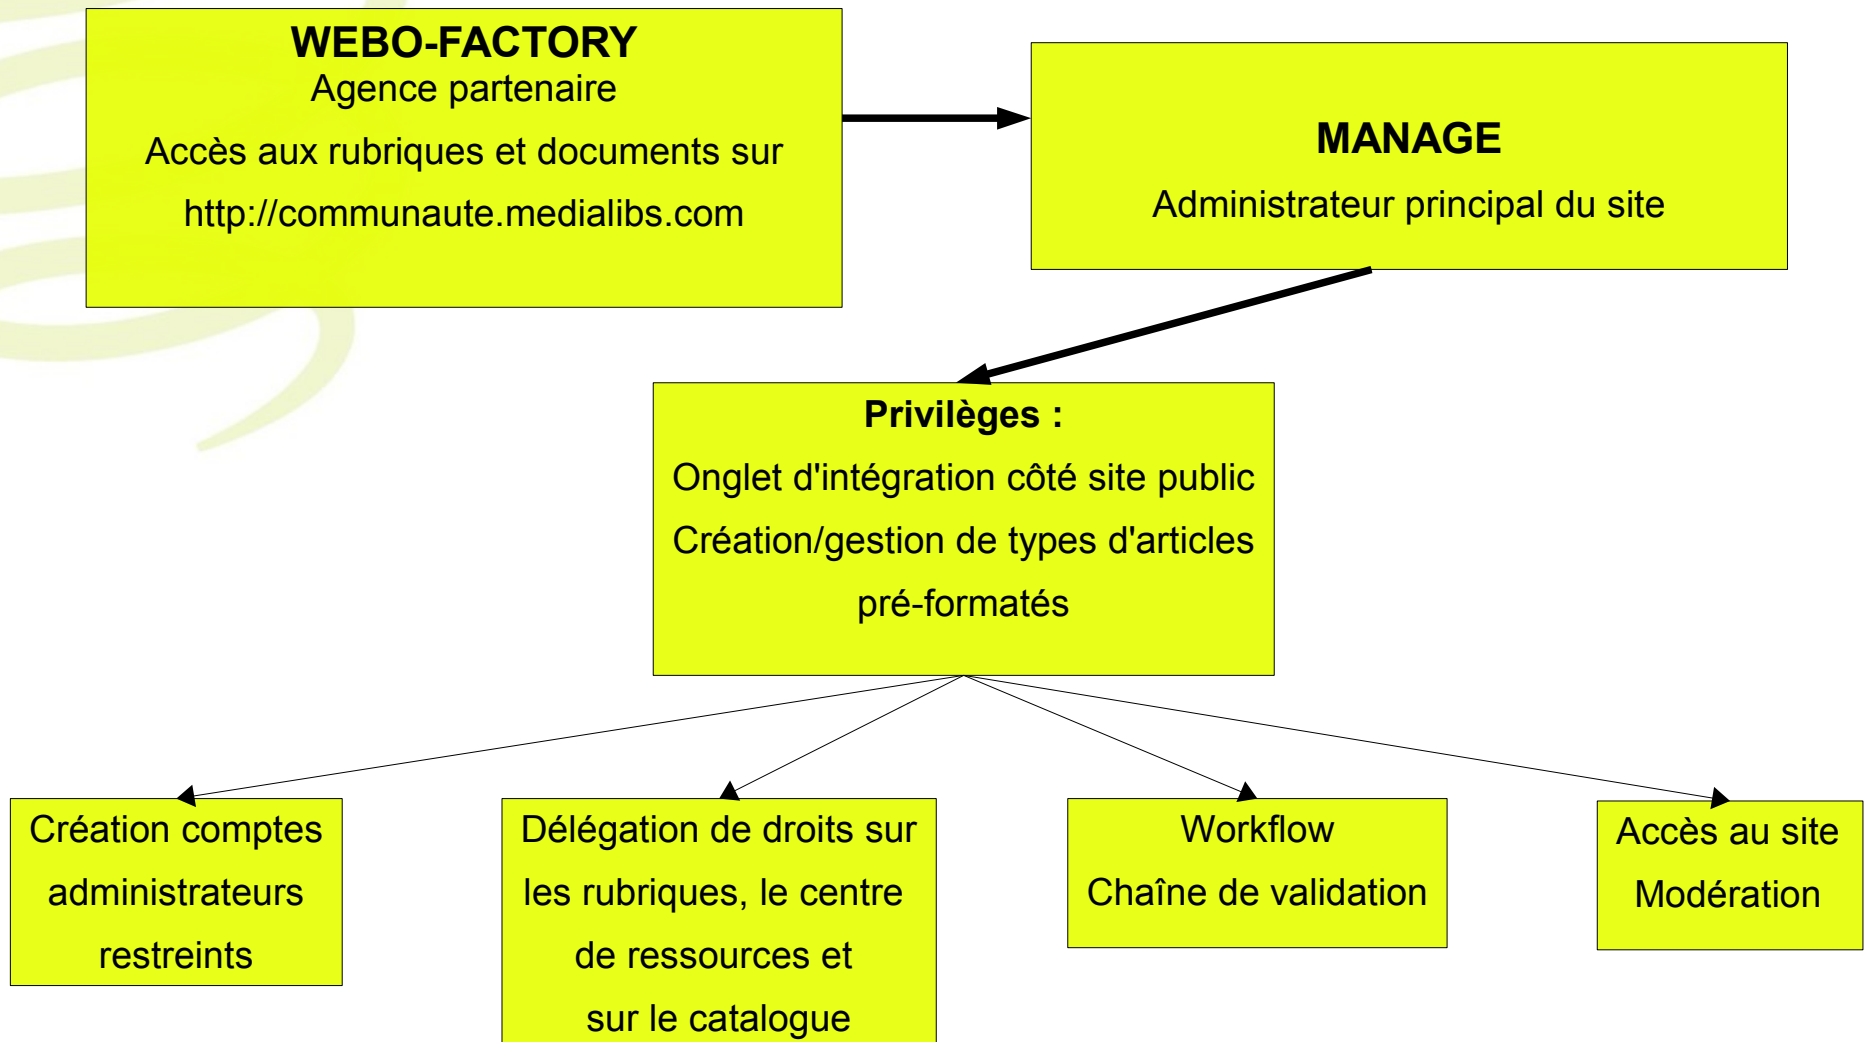 WEBO-FACTORY
Agence partenaire
Accès aux rubriques et documents sur
http://communaute.medialibs.com
MANAGE
Administrateur principal du site
Privilèges :
Onglet d'intégration côté site public
Création/gestion de types d'articles
pré-formatés
Création comptes
administrateurs
restreints
Délégation de droits sur
les rubriques, le centre
de ressources et
sur le catalogue
Workflow
Chaîne de validation
Accès au site
Modération